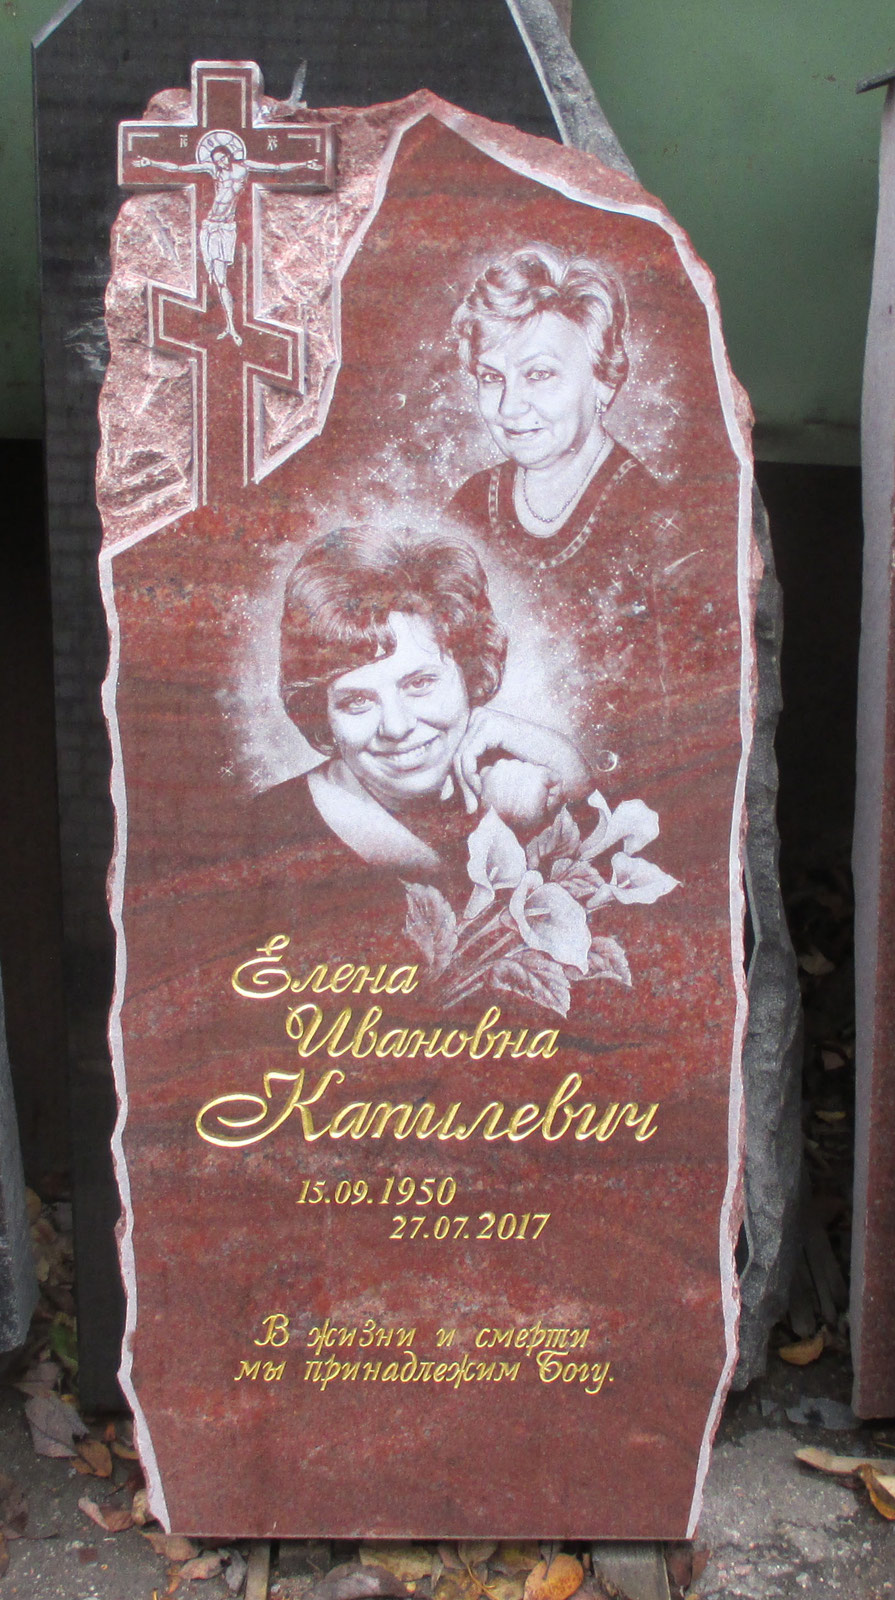 Елена
Ивановна
Капилевич
15.09.1950
27.07.2017
В жизни и смерти
мы принадлежим Богу.